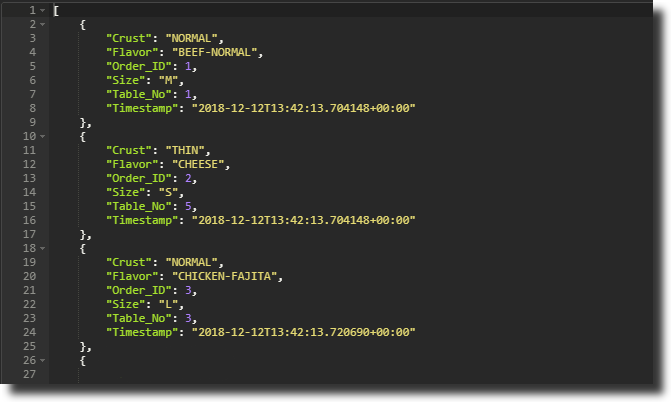 1 [
2     {
3         "Crust": "NORMAL",
4         "Flavor": "BEEF-NORMAL",
5         "Order_ID": 1,
6         "Size": "M",
7         "Table_No": 1,
8         "Timestamp": "2018-12-12T13:42:13.704148+00:00"
9     },
10     {
11         "Crust": "THIN",
12         "Flavor": "CHEESE",
13         "Order_ID": 2,
14         "Size": "S",
15         "Table_No": 5,
16         "Timestamp": "2018-12-12T13:42:13.704148+00:00"
17     },
18     {
19         "Crust": "NORMAL",
20         "Flavor": "CHICKEN-FAJITA",
21         "Order_ID": 3,
22         "Size": "L",
23         "Table_No": 3,
24         "Timestamp": "2018-12-12T13:42:13.720690+00:00"
25     },
26     {
27